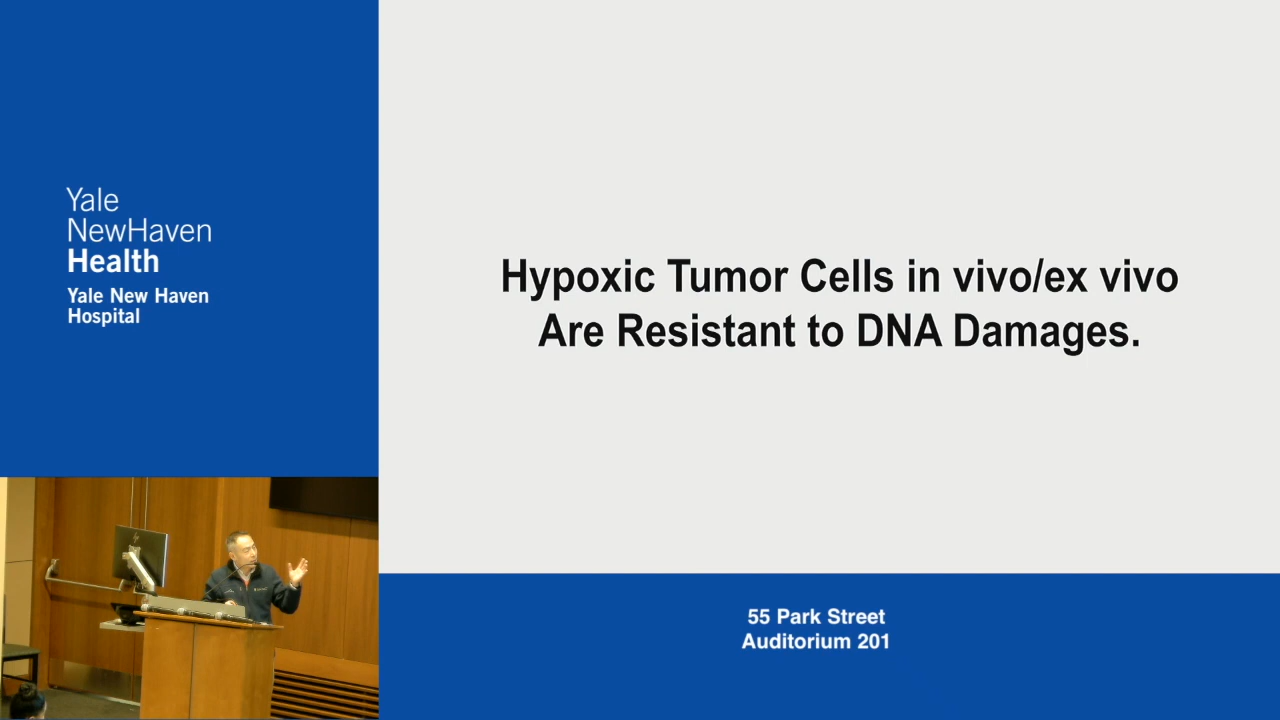 Yale
NewHaven
Health
Yale New Haven
Hospital
Hypoxic Tumor Cells in vivo/ex vivo
Are Resistant to DNA Damages.
55 Park Street
Auditorium 201